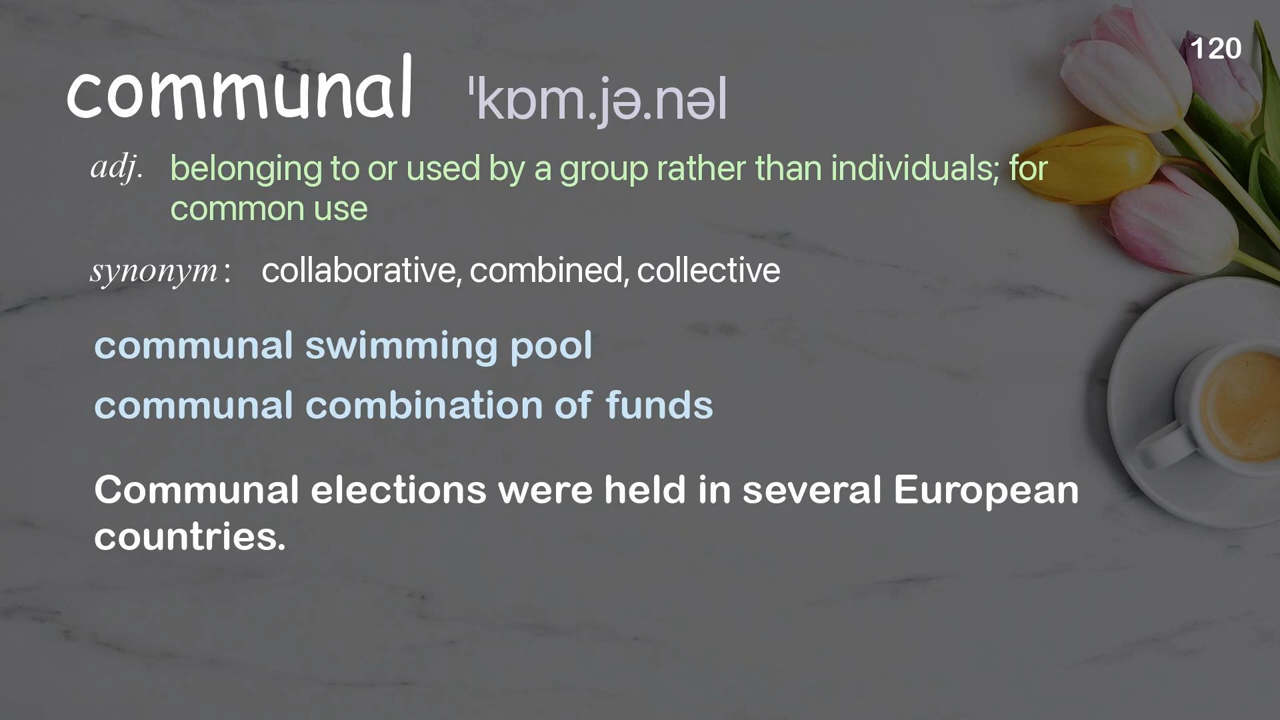 120
communal ˈkɒm.jə.nəl
adj. belonging to or used by a group rather than individuals; for
common use
synonym: collaborative, combined, collective
communal swimming pool
communal combination of funds
Communal elections were held in several European
countries.